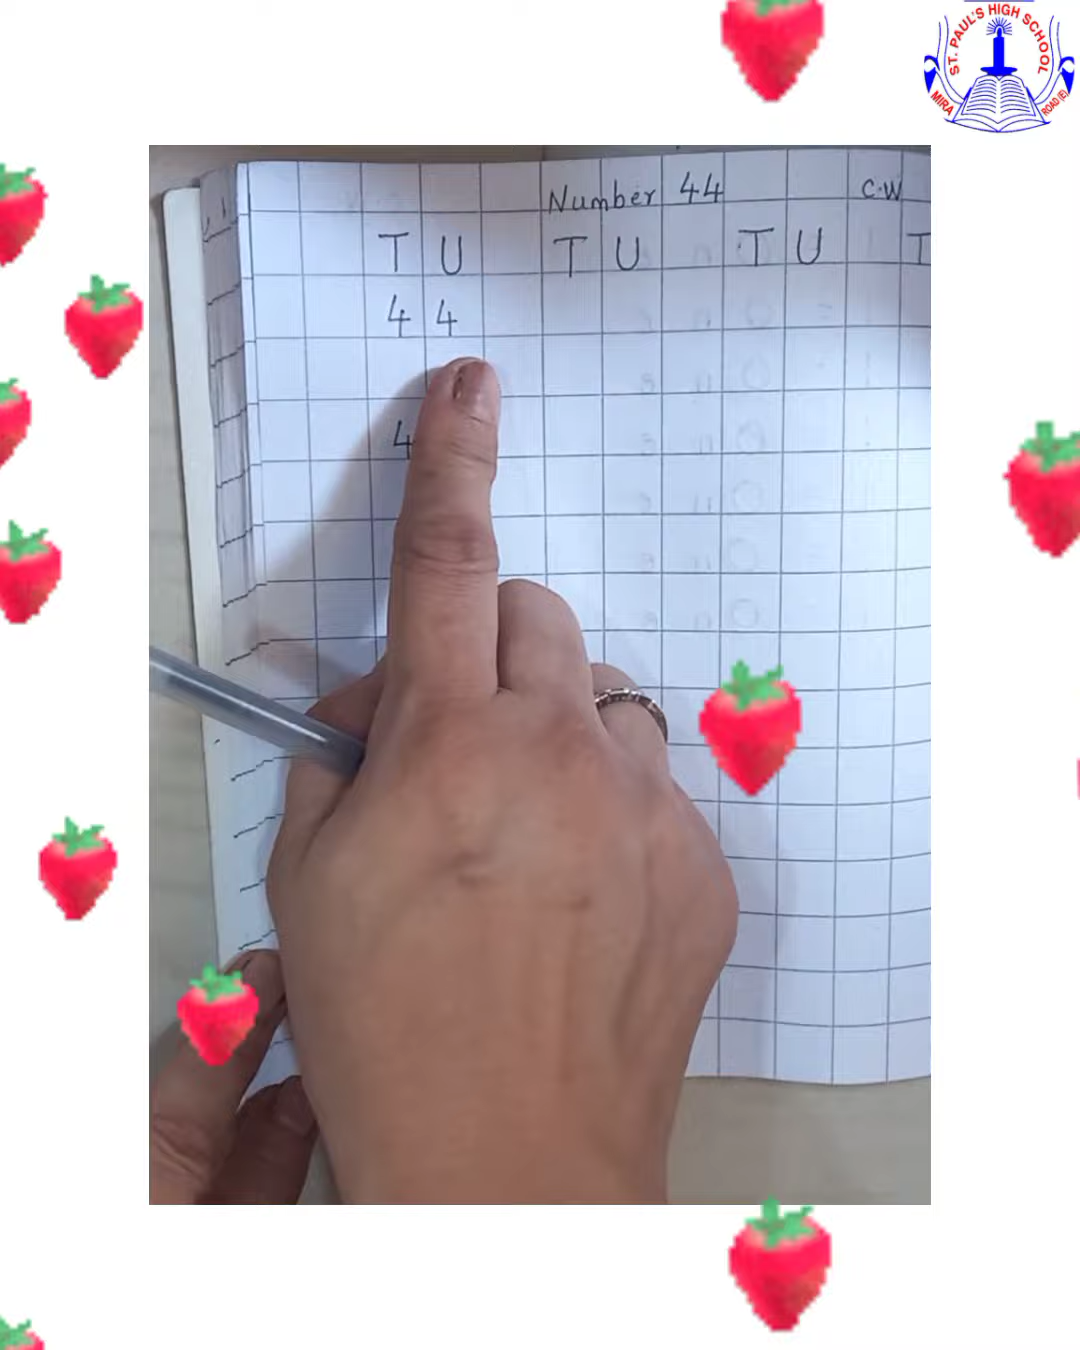 ST. PAUL'S HIGH SCHOOL
MIRA ROAD (E)
Number 44 C.W
T U T U T U T
4 4
4